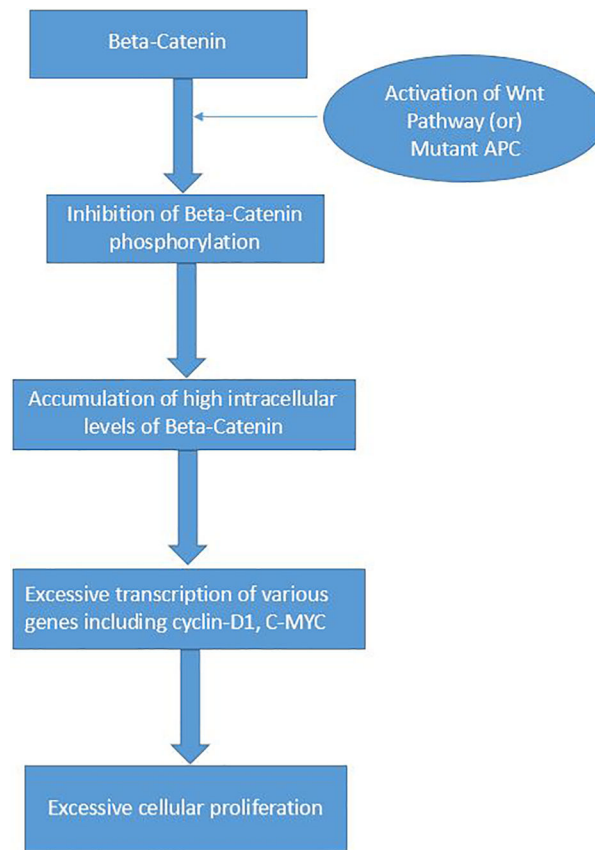 Beta-Catenin
Activation of Wnt
Pathway (or)
Mutant APC
Inhibition of Beta-Catenin
phosphorylation
Accumulation of high intracellular
levels of Beta-Catenin
Excessive transcription of various
genes including cyclin-D1, C-MYC
Excessive cellular proliferation